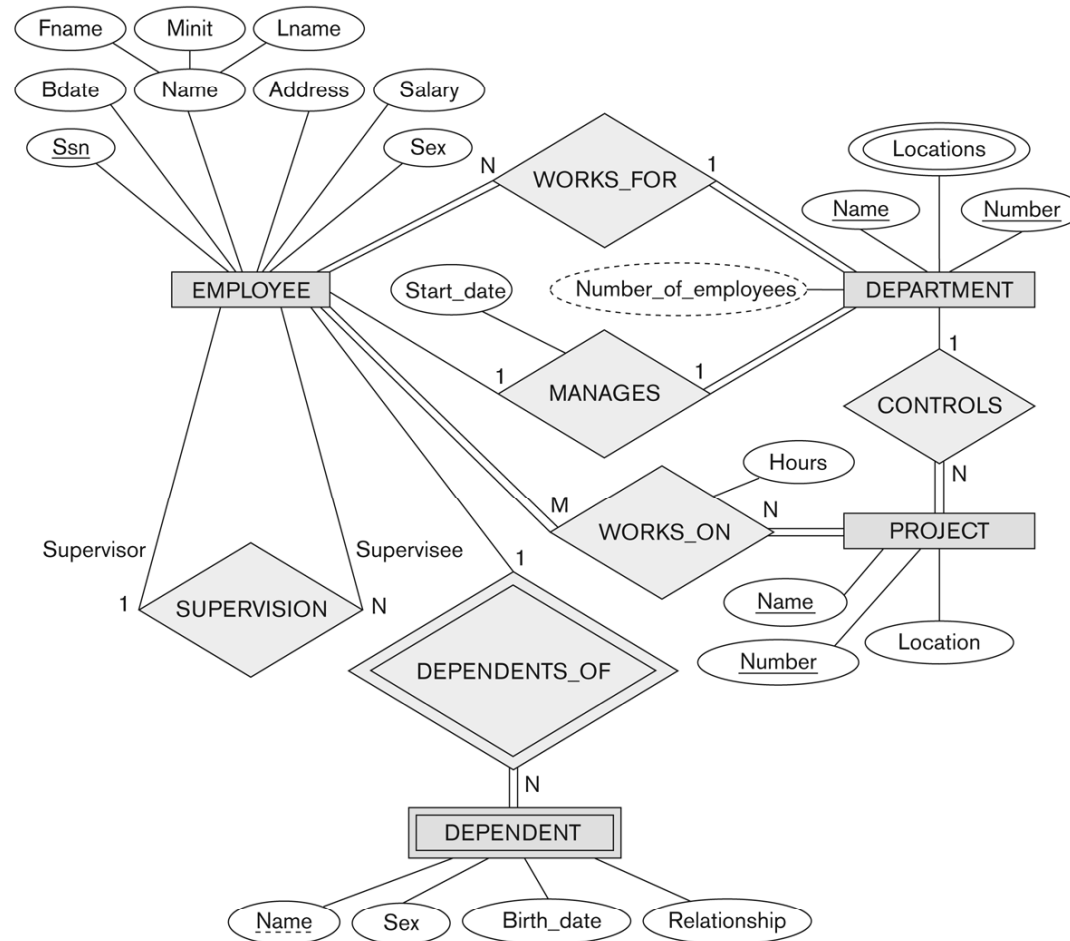 Fname
Minit
Lname
Bdate
Name
Address
Salary
Ssn
Sex
N
WORKS_FOR
1
Locations
Name
Number
EMPLOYEE
Start_date
Number_of_employees
DEPARTMENT
1
MANAGES
1
1
CONTROLS
N
Hours
M
WORKS_ON
N
PROJECT
Supervisor
Supervisee
1
SUPERVISION
N
1
Name
Number
Location
DEPENDENTS_OF
N
DEPENDENT
Name
Sex
Birth_date
Relationship